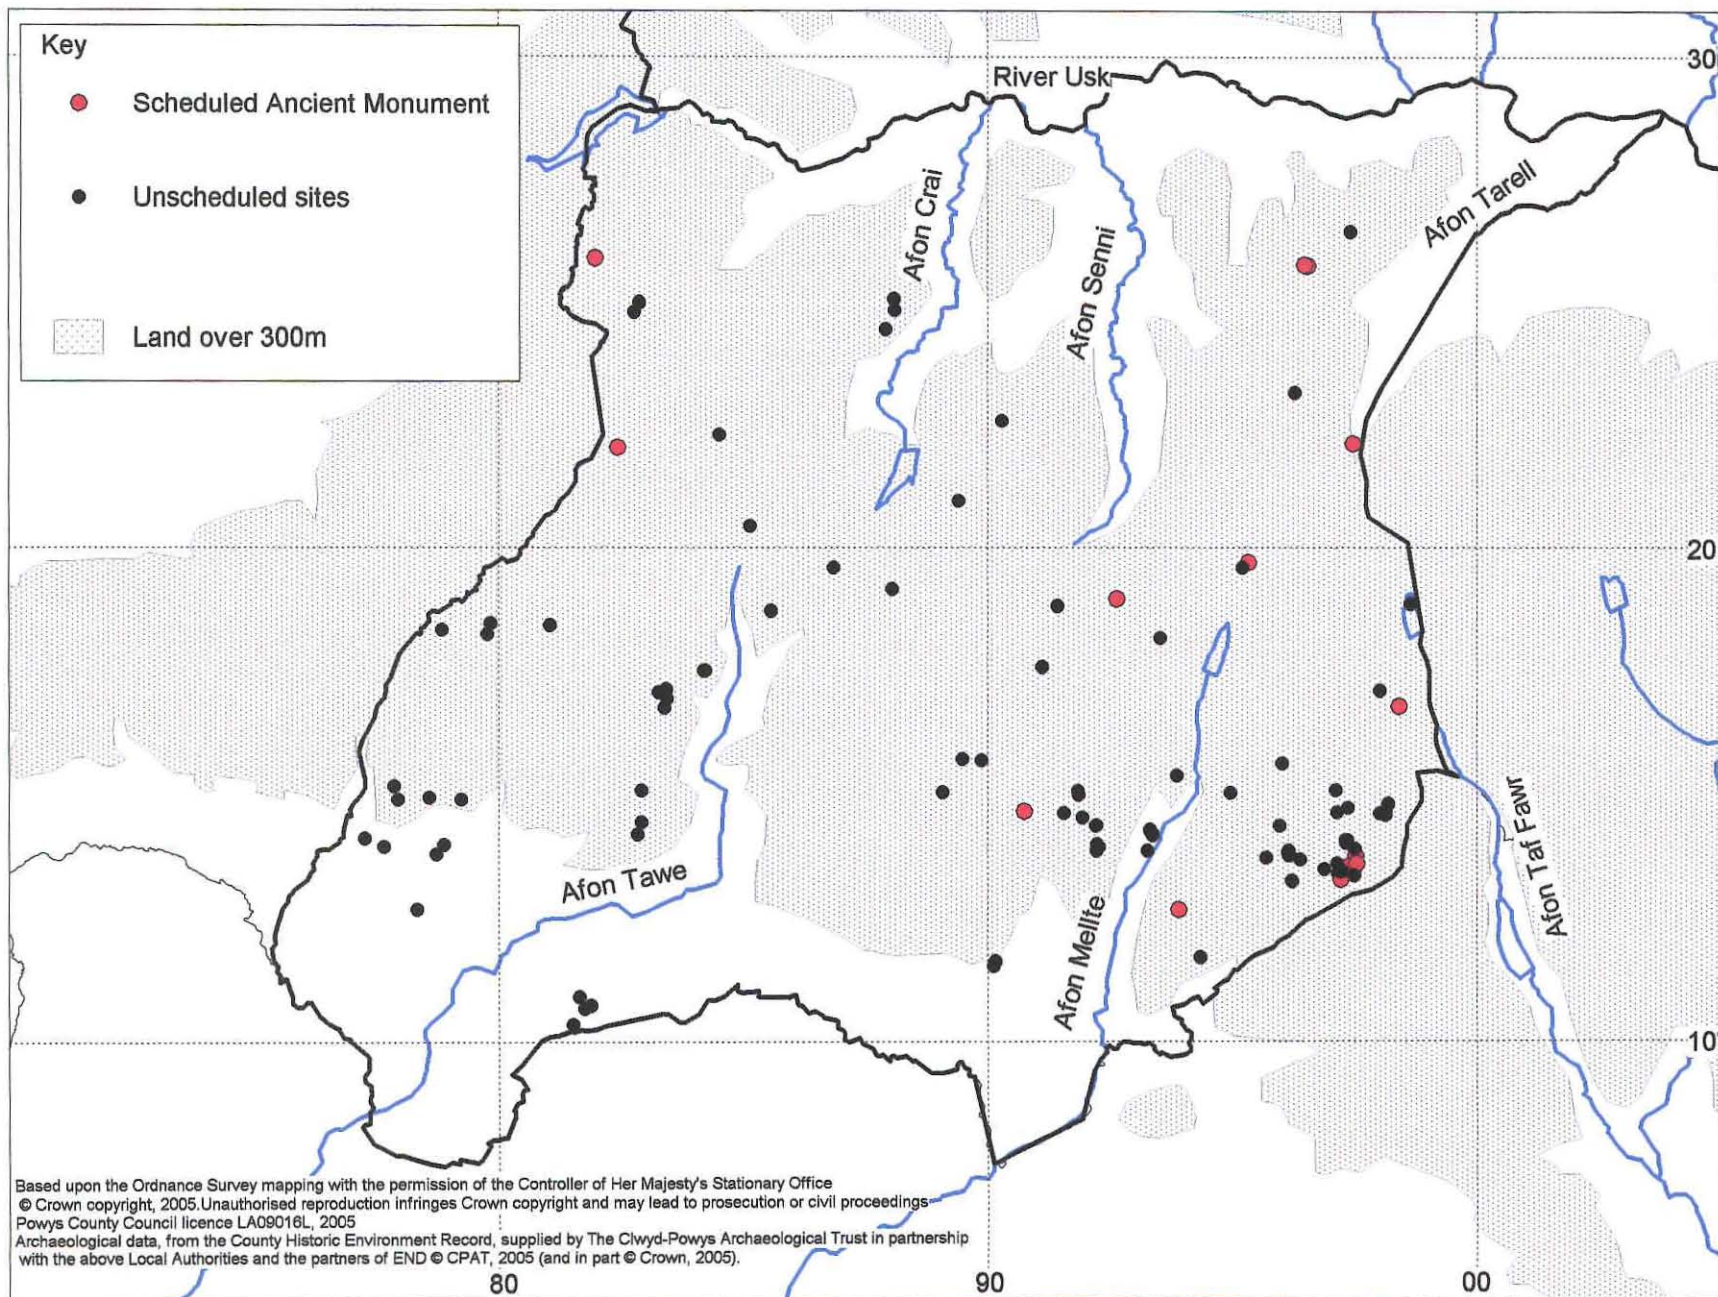 Key
Scheduled Ancient Monument
Unscheduled sites
Land over 300m
River Usk
30
Afon Crai
Afon Senni
Afon Tarell
20
Afon Tawe
Afon Mellte
Afon Taf Fawr
10
Based upon the Ordnance Survey mapping with the permission of the Controller of Her Majesty's Stationary Office
© Crown copyright, 2005.Unauthorised reproduction infringes Crown copyright and may lead to prosecution or civil proceedings
Powys County Council licence LA09016L, 2005
Archaeological data, from the County Historic Environment Record, supplied by The Clwyd-Powys Archaeological Trust in partnership
with the above Local Authorities and the partners of END © CPAT, 2005 (and in part © Crown, 2005).
80
90
00